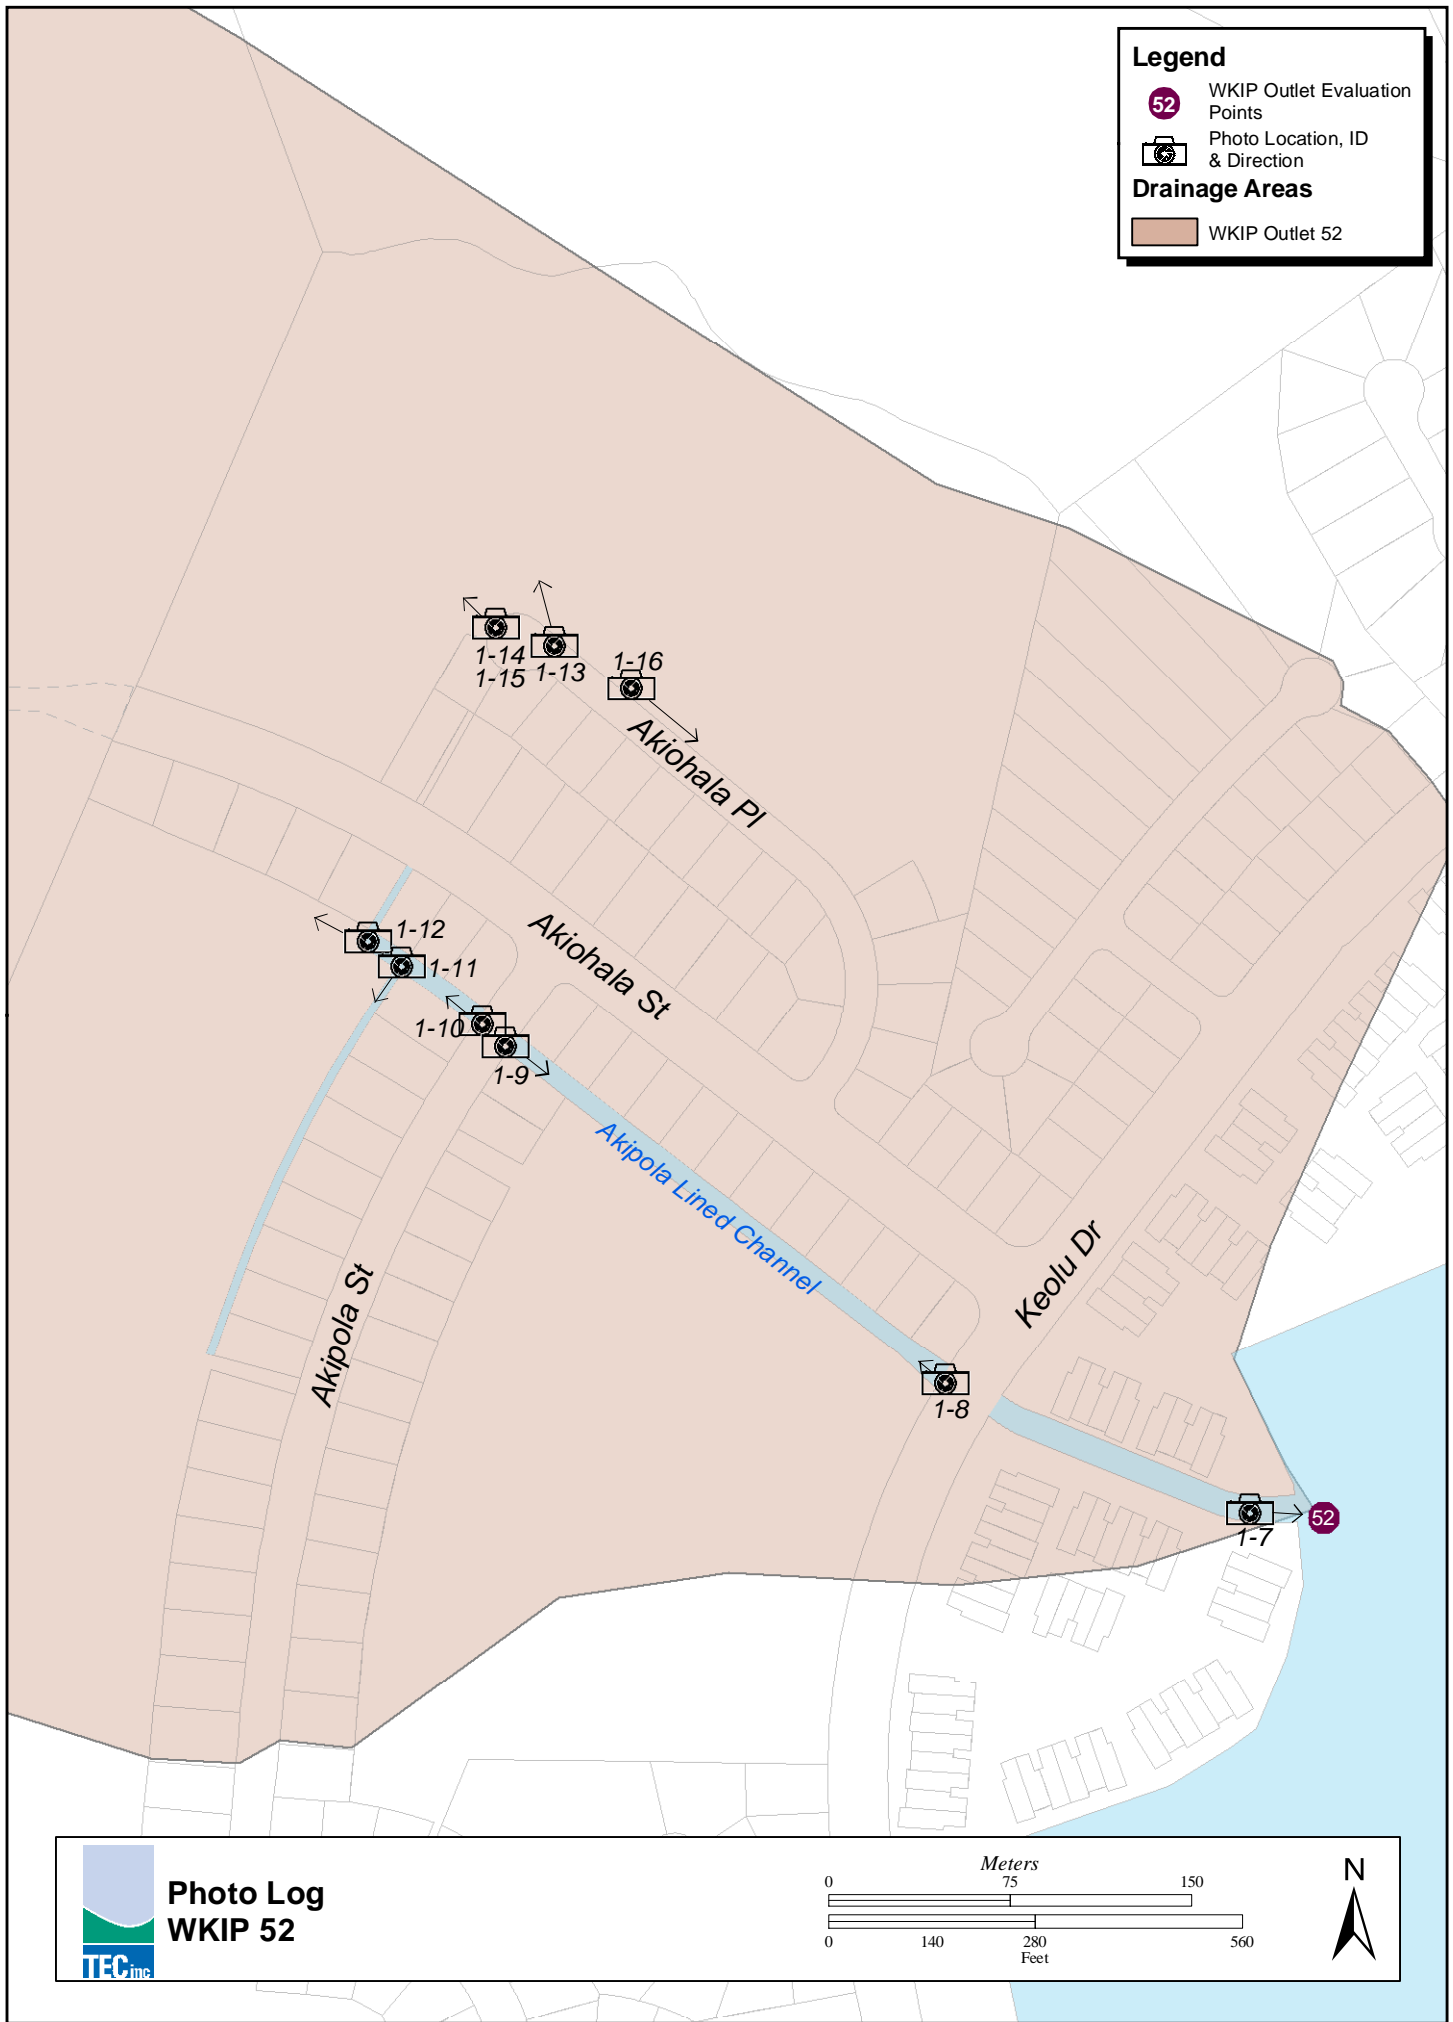 Legend
52
WKIP Outlet Evaluation
Points
Photo Location, ID
& Direction
Drainage Areas
WKIP Outlet 52
1-14
1-15
1-13
1-16
Akiohala Pl
1-12
1-11
Akiohala St
1-10
1-9
Akipola Lined Channel
Keolu Dr
Akipola St
1-8
1-7
52
Photo Log
WKIP 52
TEC inc
Meters
0 75 150
0 140 280 560
Feet
N